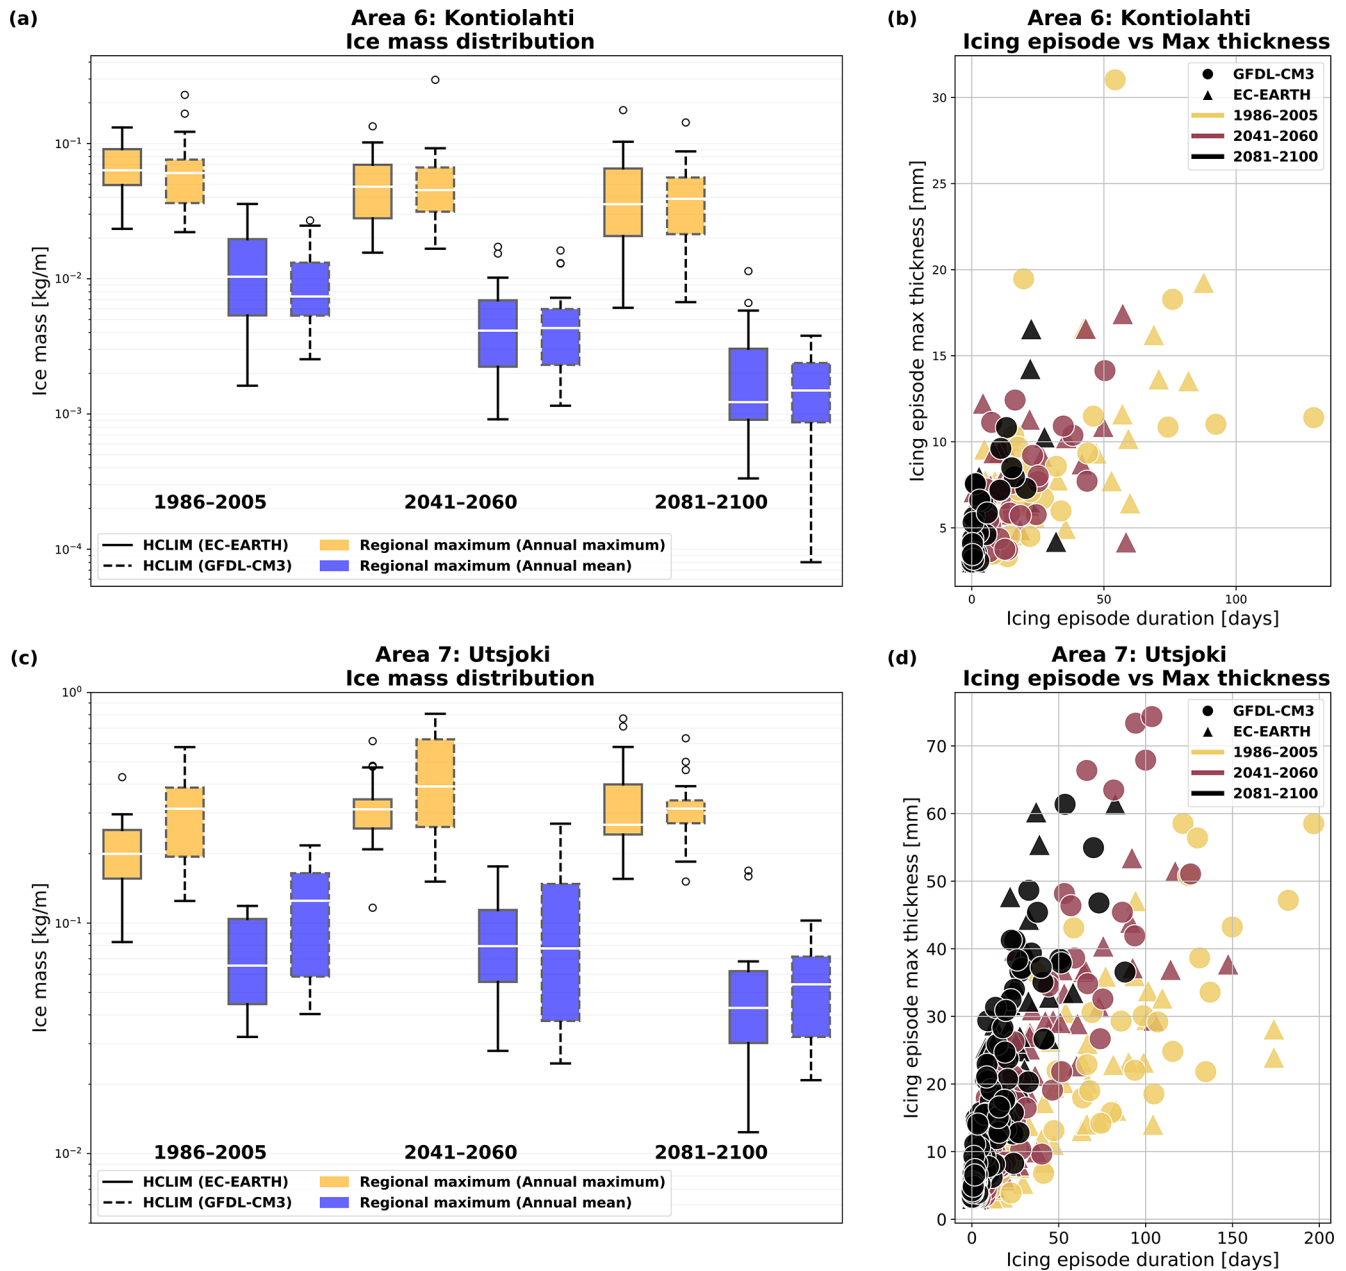 (a)
Area 6: Kontiolahti
Ice mass distribution
Ice mass [kg/m]
10⁻¹
10⁻²
10⁻³
10⁻⁴
1986–2005
2041–2060
2081–2100
HCLIM (EC-EARTH)
HCLIM (GFDL-CM3)
Regional maximum (Annual maximum)
Regional maximum (Annual mean)
(b)
Area 6: Kontiolahti
Icing episode vs Max thickness
Icing episode max thickness [mm]
30
25
20
15
10
5
0
50
100
Icing episode duration [days]
GFDL-CM3
EC-EARTH
1986–2005
2041–2060
2081–2100
(c)
Area 7: Utsjoki
Ice mass distribution
Ice mass [kg/m]
10⁰
10⁻¹
10⁻²
1986–2005
2041–2060
2081–2100
HCLIM (EC-EARTH)
HCLIM (GFDL-CM3)
Regional maximum (Annual maximum)
Regional maximum (Annual mean)
(d)
Area 7: Utsjoki
Icing episode vs Max thickness
Icing episode max thickness [mm]
70
60
50
40
30
20
10
0
0
50
100
150
200
Icing episode duration [days]
GFDL-CM3
EC-EARTH
1986–2005
2041–2060
2081–2100